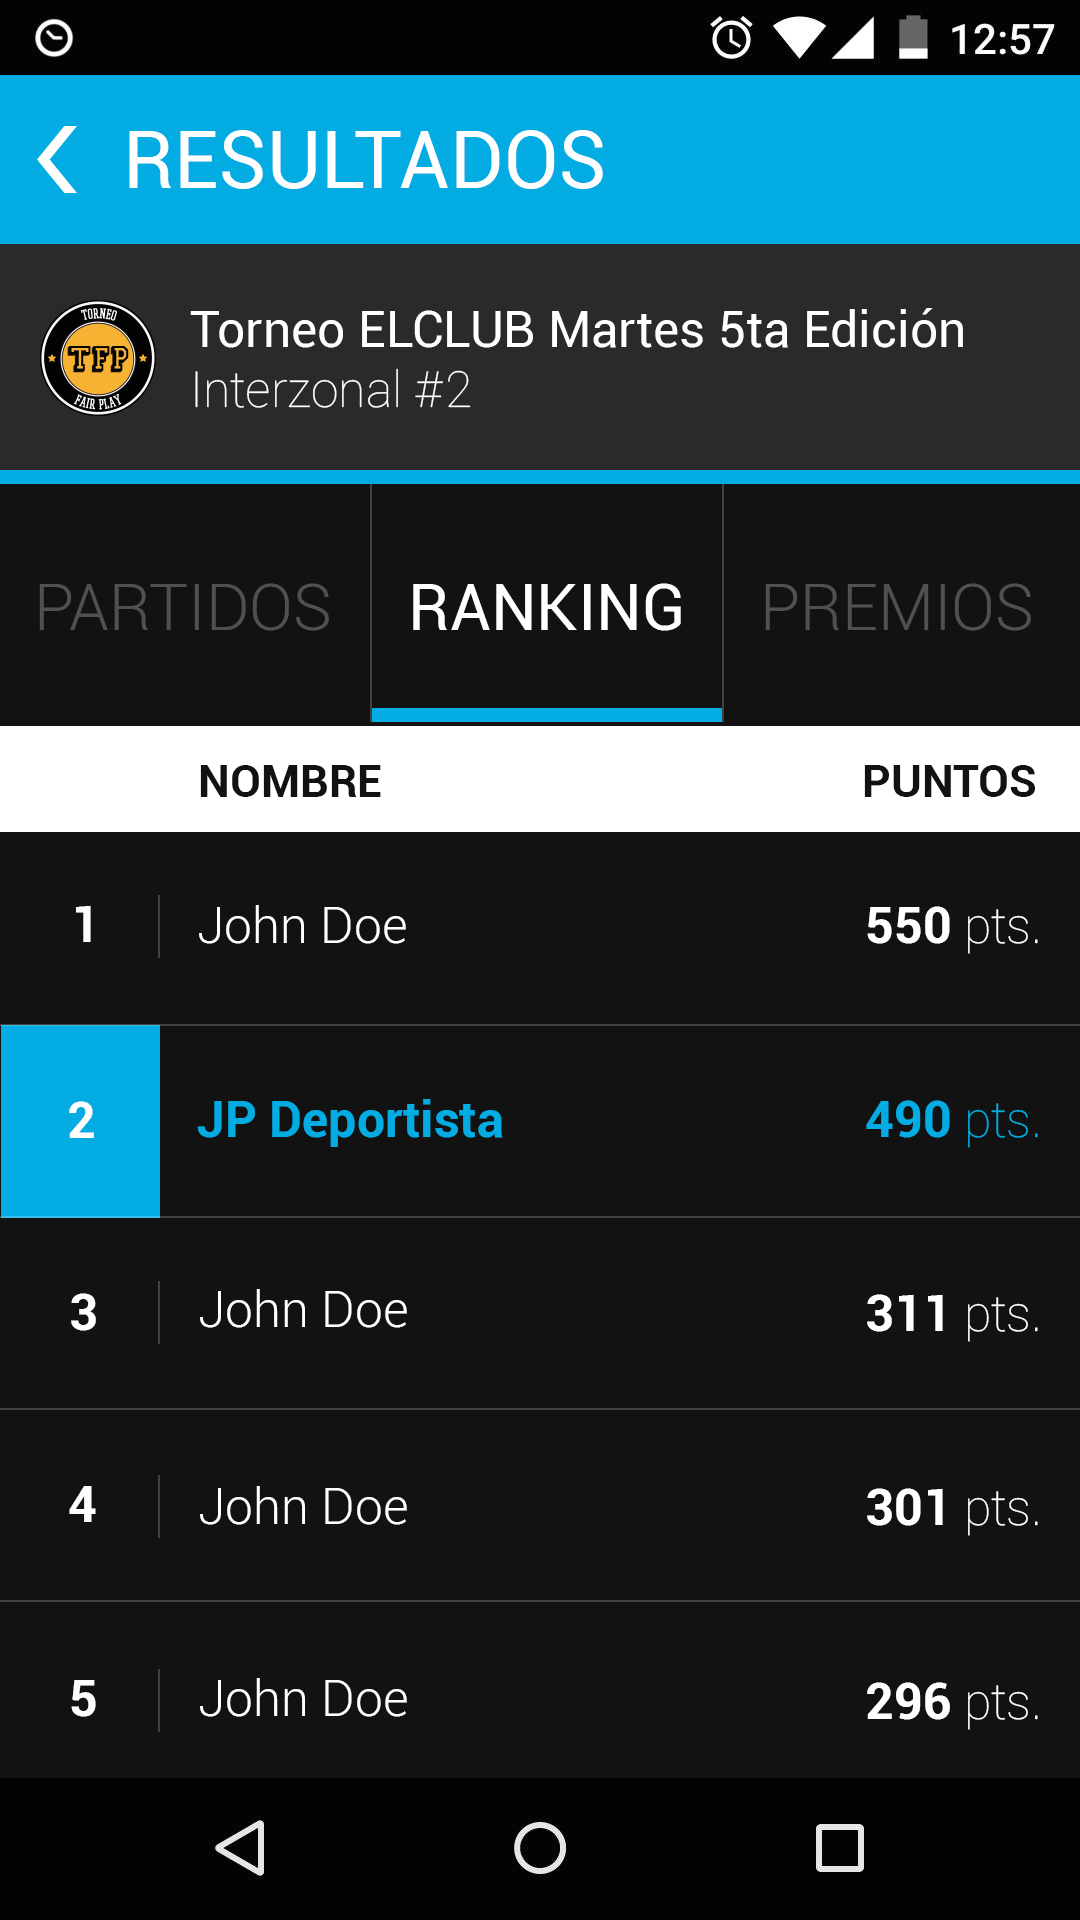 12:57
RESULTADOS
TORNEO
TFP
FAIR PLAY
Torneo ELCLUB Martes 5ta Edición
Interzonal #2
PARTIDOS RANKING PREMIOS
NOMBRE PUNTOS
1 John Doe 550 pts.
2 JP Deportista 490 pts.
3 John Doe 311 pts.
4 John Doe 301 pts.
5 John Doe 296 pts.